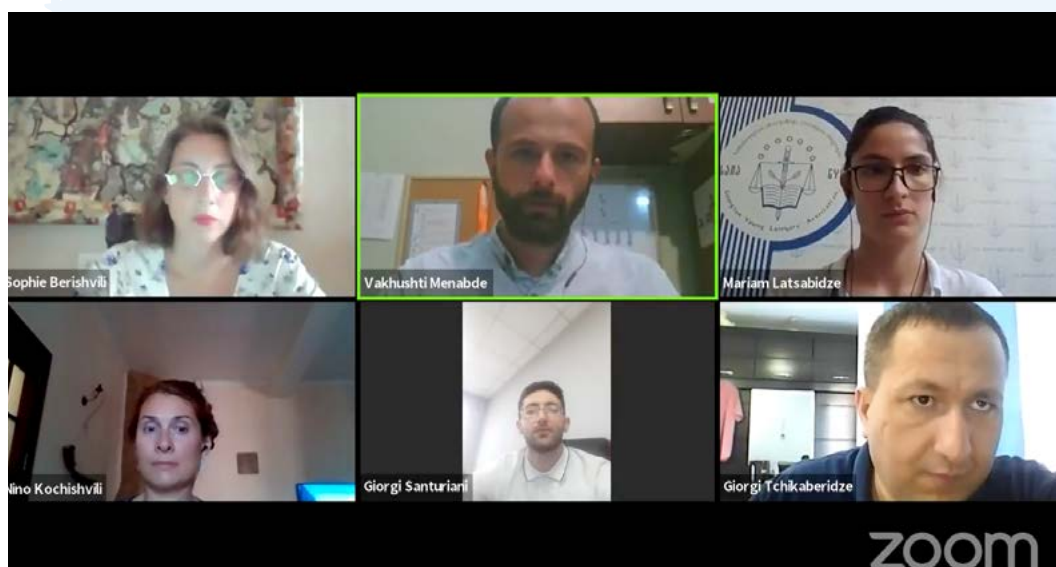 Sophie Berishvili
Vakhushti Menabde
Mariam Latsabidze
Nino Kochishvili
Giorgi Santuriani
Giorgi Tchikaberidze
zoom